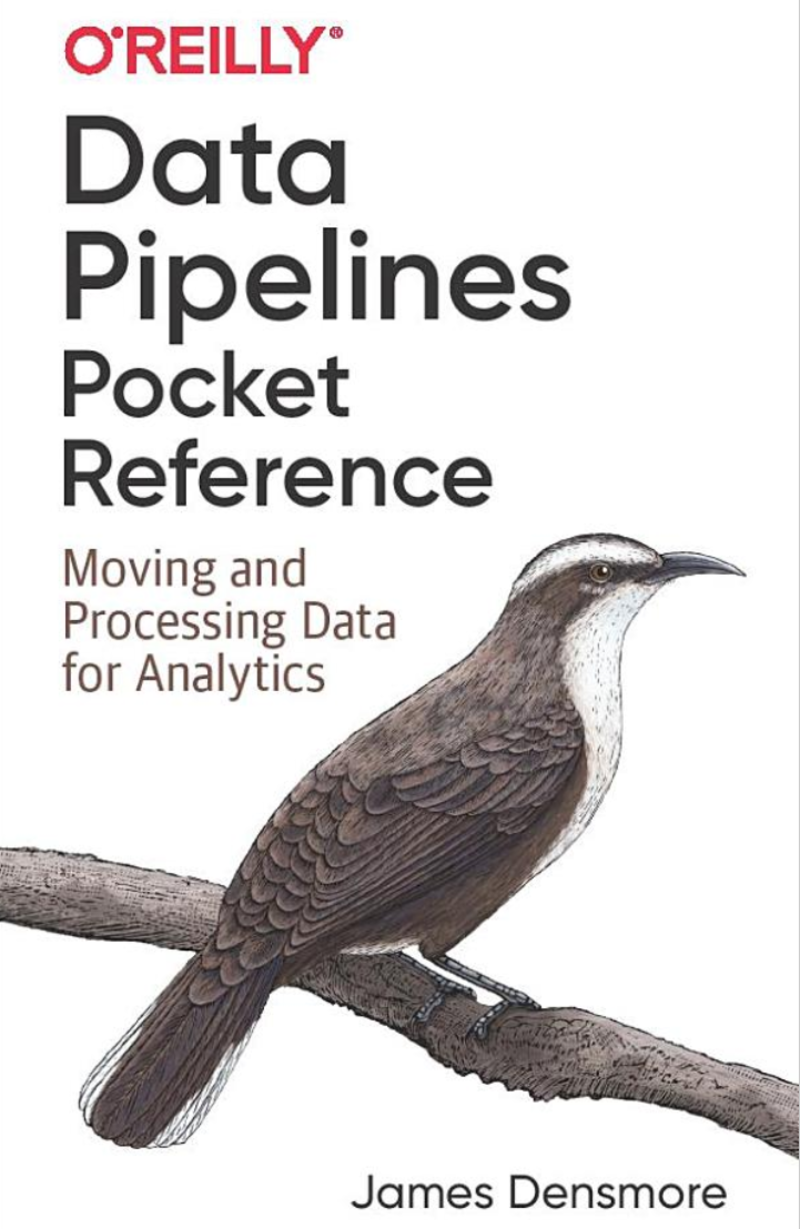 O'REILLY®
Data
Pipelines
Pocket
Reference
Moving and
Processing Data
for Analytics
James Densmore